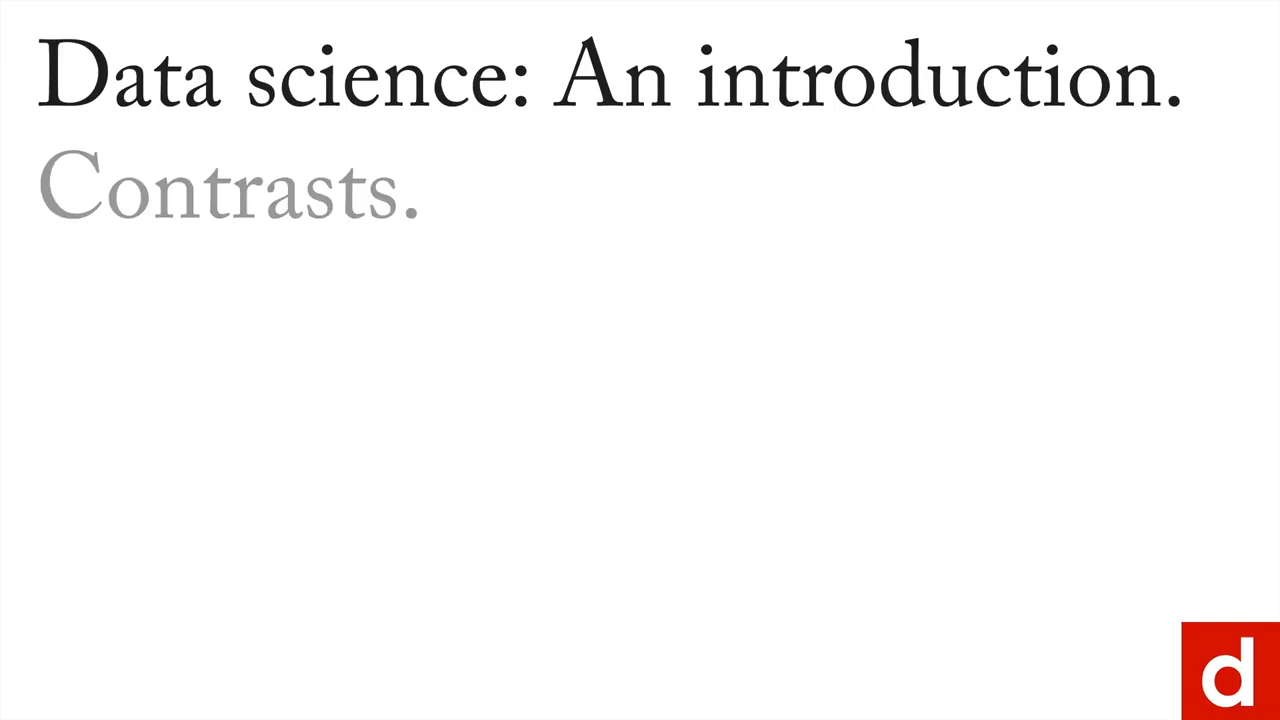 Data science: An introduction.
Contrasts.
d